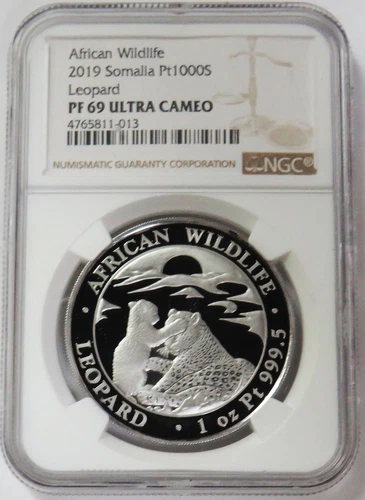 African Wildlife
2019 Somalia Pt1000S
Leopard
PF 69 ULTRA CAMEO
4765811-013
NUMISMATIC GUARANTY CORPORATION
NGC®
AFRICAN WILDLIFE
LEOPARD • 1 oz Pt 999.5